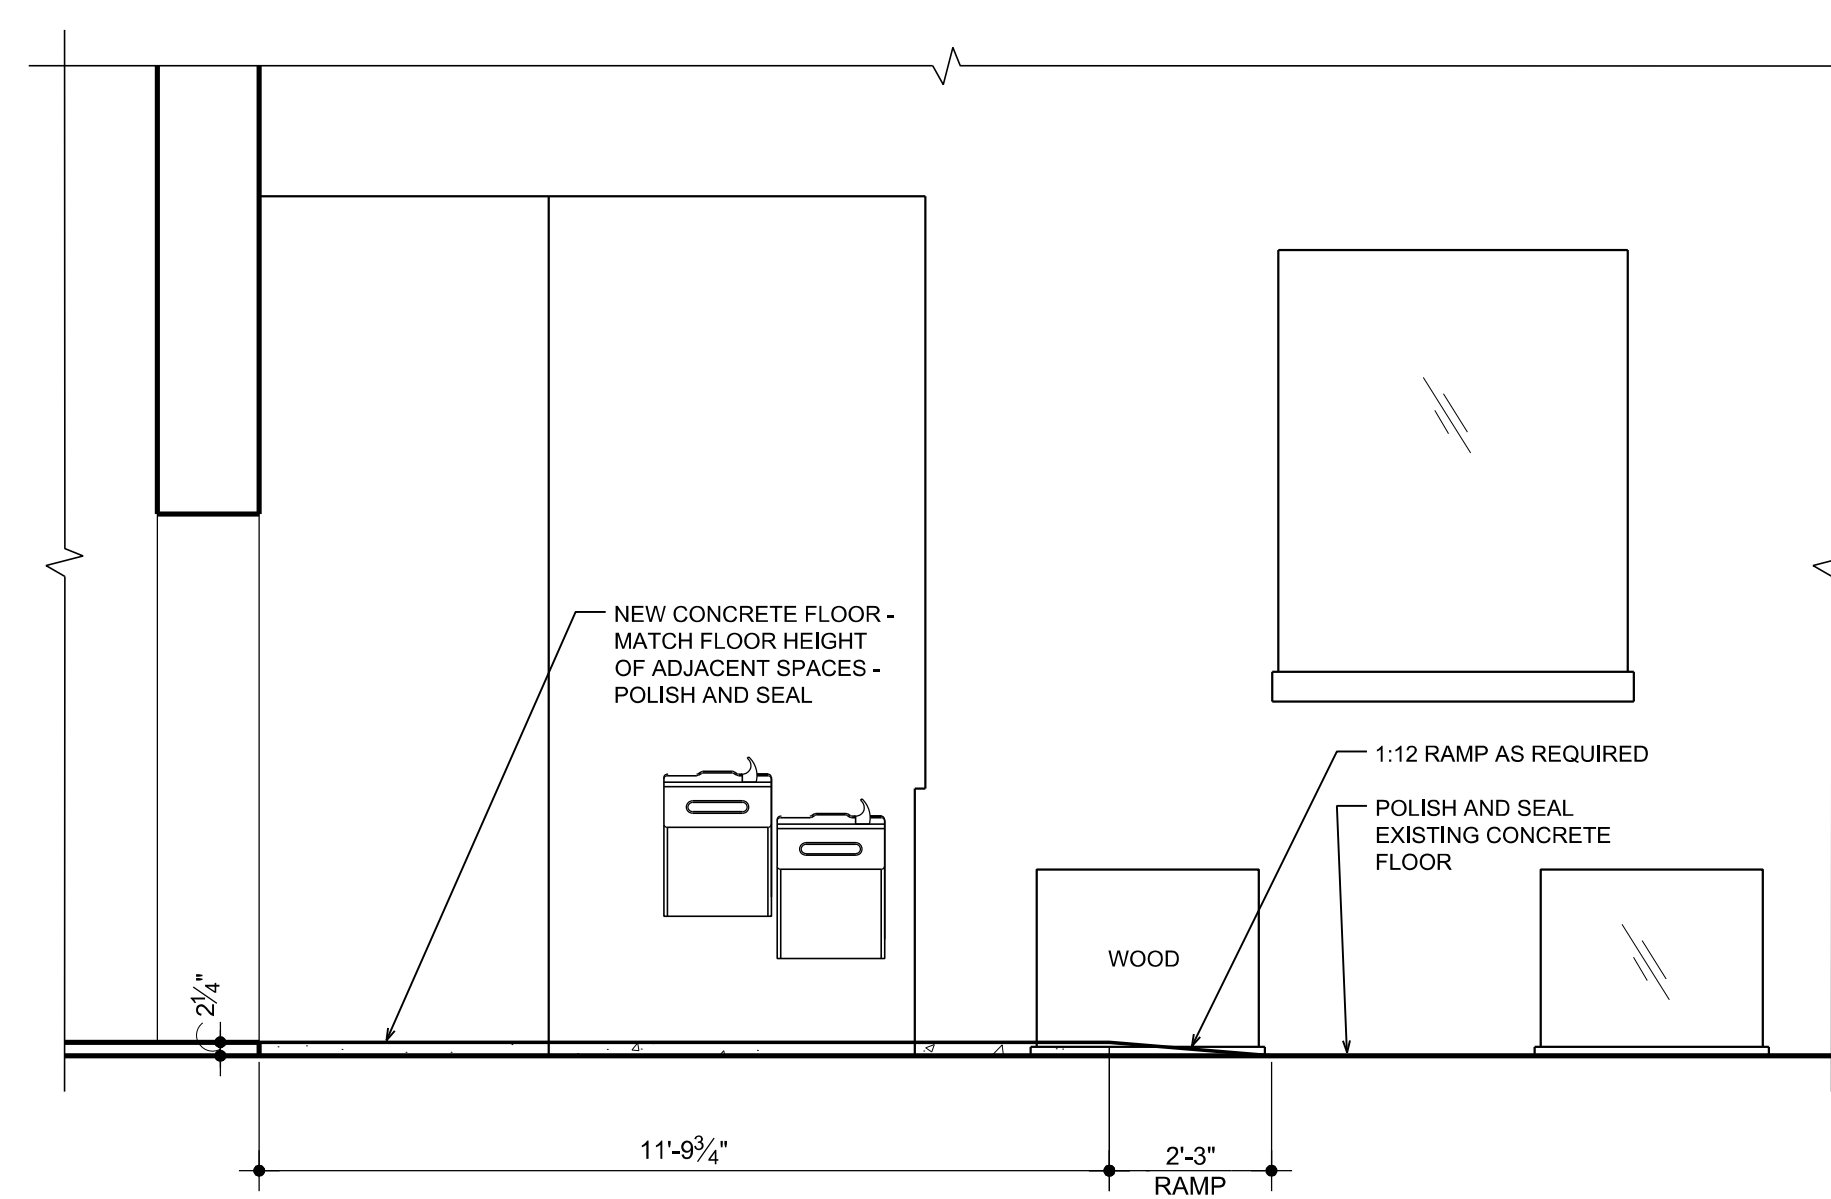 NEW CONCRETE FLOOR -
MATCH FLOOR HEIGHT
OF ADJACENT SPACES -
POLISH AND SEAL
1:12 RAMP AS REQUIRED
POLISH AND SEAL
EXISTING CONCRETE
FLOOR
WOOD
2¼"
11'-9¾"
2'-3"
RAMP